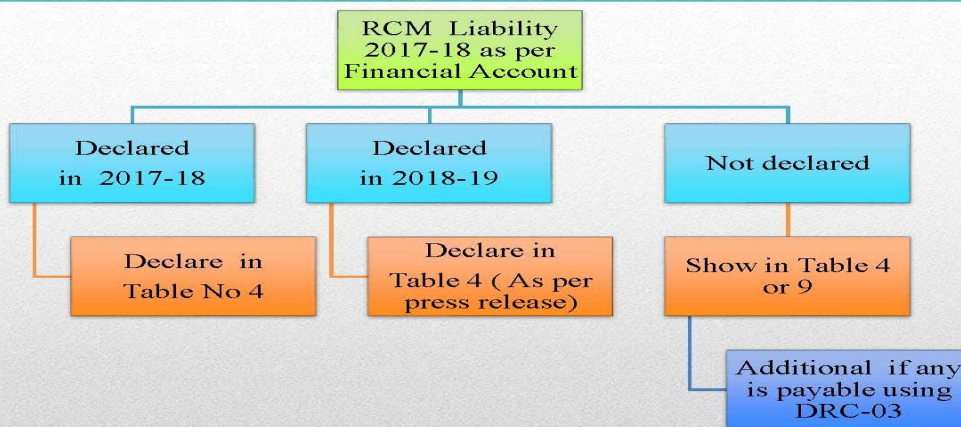 RCM Liability
2017-18 as per
Financial Account
Declared
in 2017-18
Declared
in 2018-19
Not declared
Declare in
Table No 4
Declare in
Table 4 ( As per
press release)
Show in Table 4
or 9
Additional if any
is payable using
DRC-03